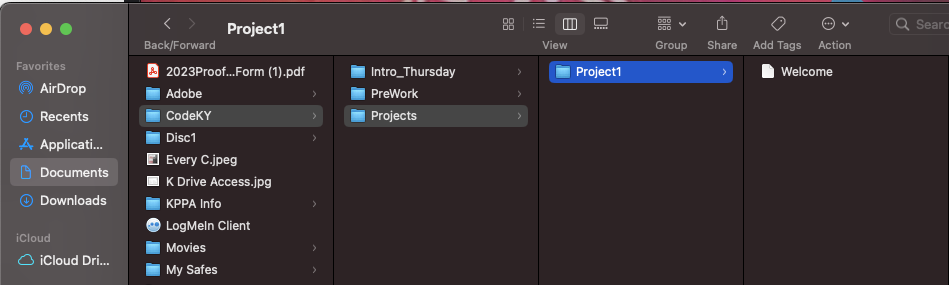 Project1
Back/Forward
View
Group
Share
Add Tags
Action
Searc
Favorites
AirDrop
Recents
Applicati...
Documents
Downloads
iCloud
iCloud Dri...
2023Proof...Form (1).pdf
Adobe
CodeKY
Disc1
Every C.jpeg
K Drive Access.jpg
KPPA Info
LogMeIn Client
Movies
My Safes
Intro_Thursday
PreWork
Projects
Project1
Welcome